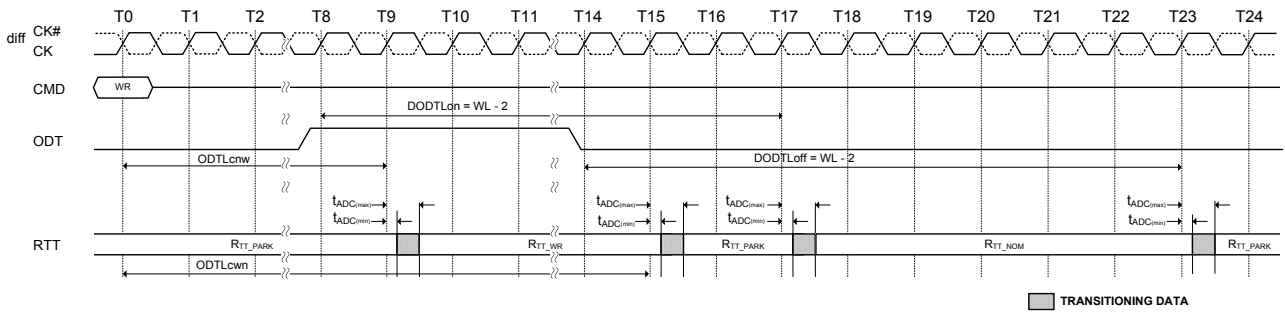 T0 T1 T2 T8 T9 T10 T11 T14 T15 T16 T17 T18 T19 T20 T21 T22 T23 T24
diff CK#
CK
CMD WR
DODTLon = WL - 2
ODT
ODTLcnw DODTLoff = WL - 2
tADC(max) tADC(max) tADC(max) tADC(max)
tADC(min) tADC(min) tADC(min) tADC(min)
RTT RTT_PARK RTT_WR RTT_PARK RTT_NOM RTT_PARK
ODTLcwn
TRANSITIONING DATA